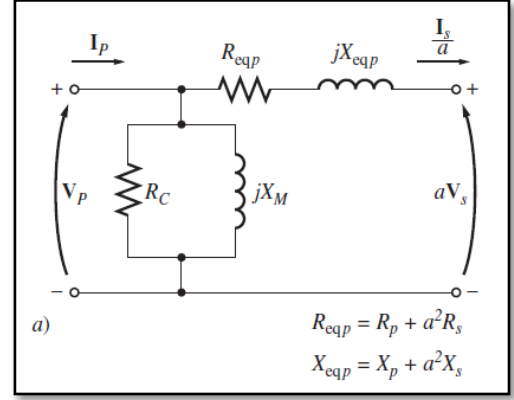 I_P
R_eqp
jX_eqp
I_s/a
+
+
V_P
R_C
jX_M
aV_s
–
–
a)
R_eqp = R_p + a²R_s
X_eqp = X_p + a²X_s